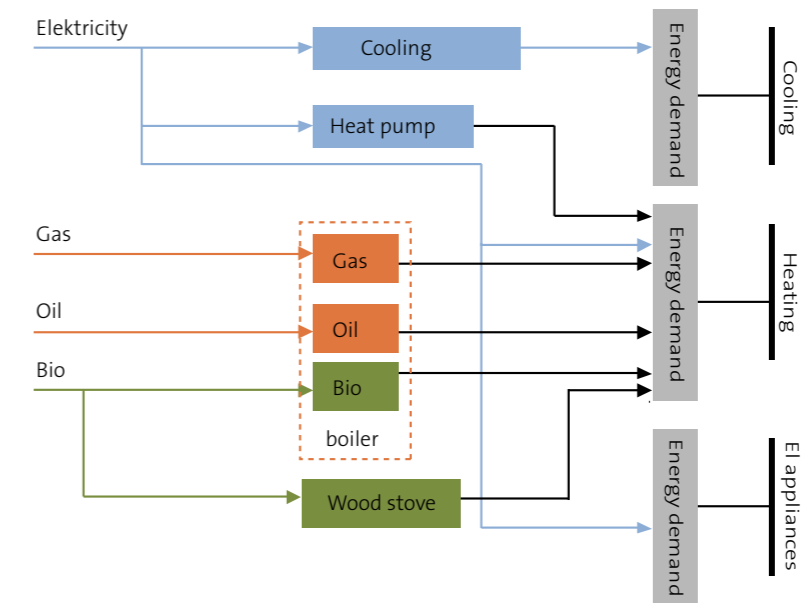 Elektricity
Cooling
Energy demand
Cooling
Heat pump
Gas
Gas
Energy demand
Heating
Oil
Oil
Bio
Bio
boiler
Wood stove
Energy demand
El appliances